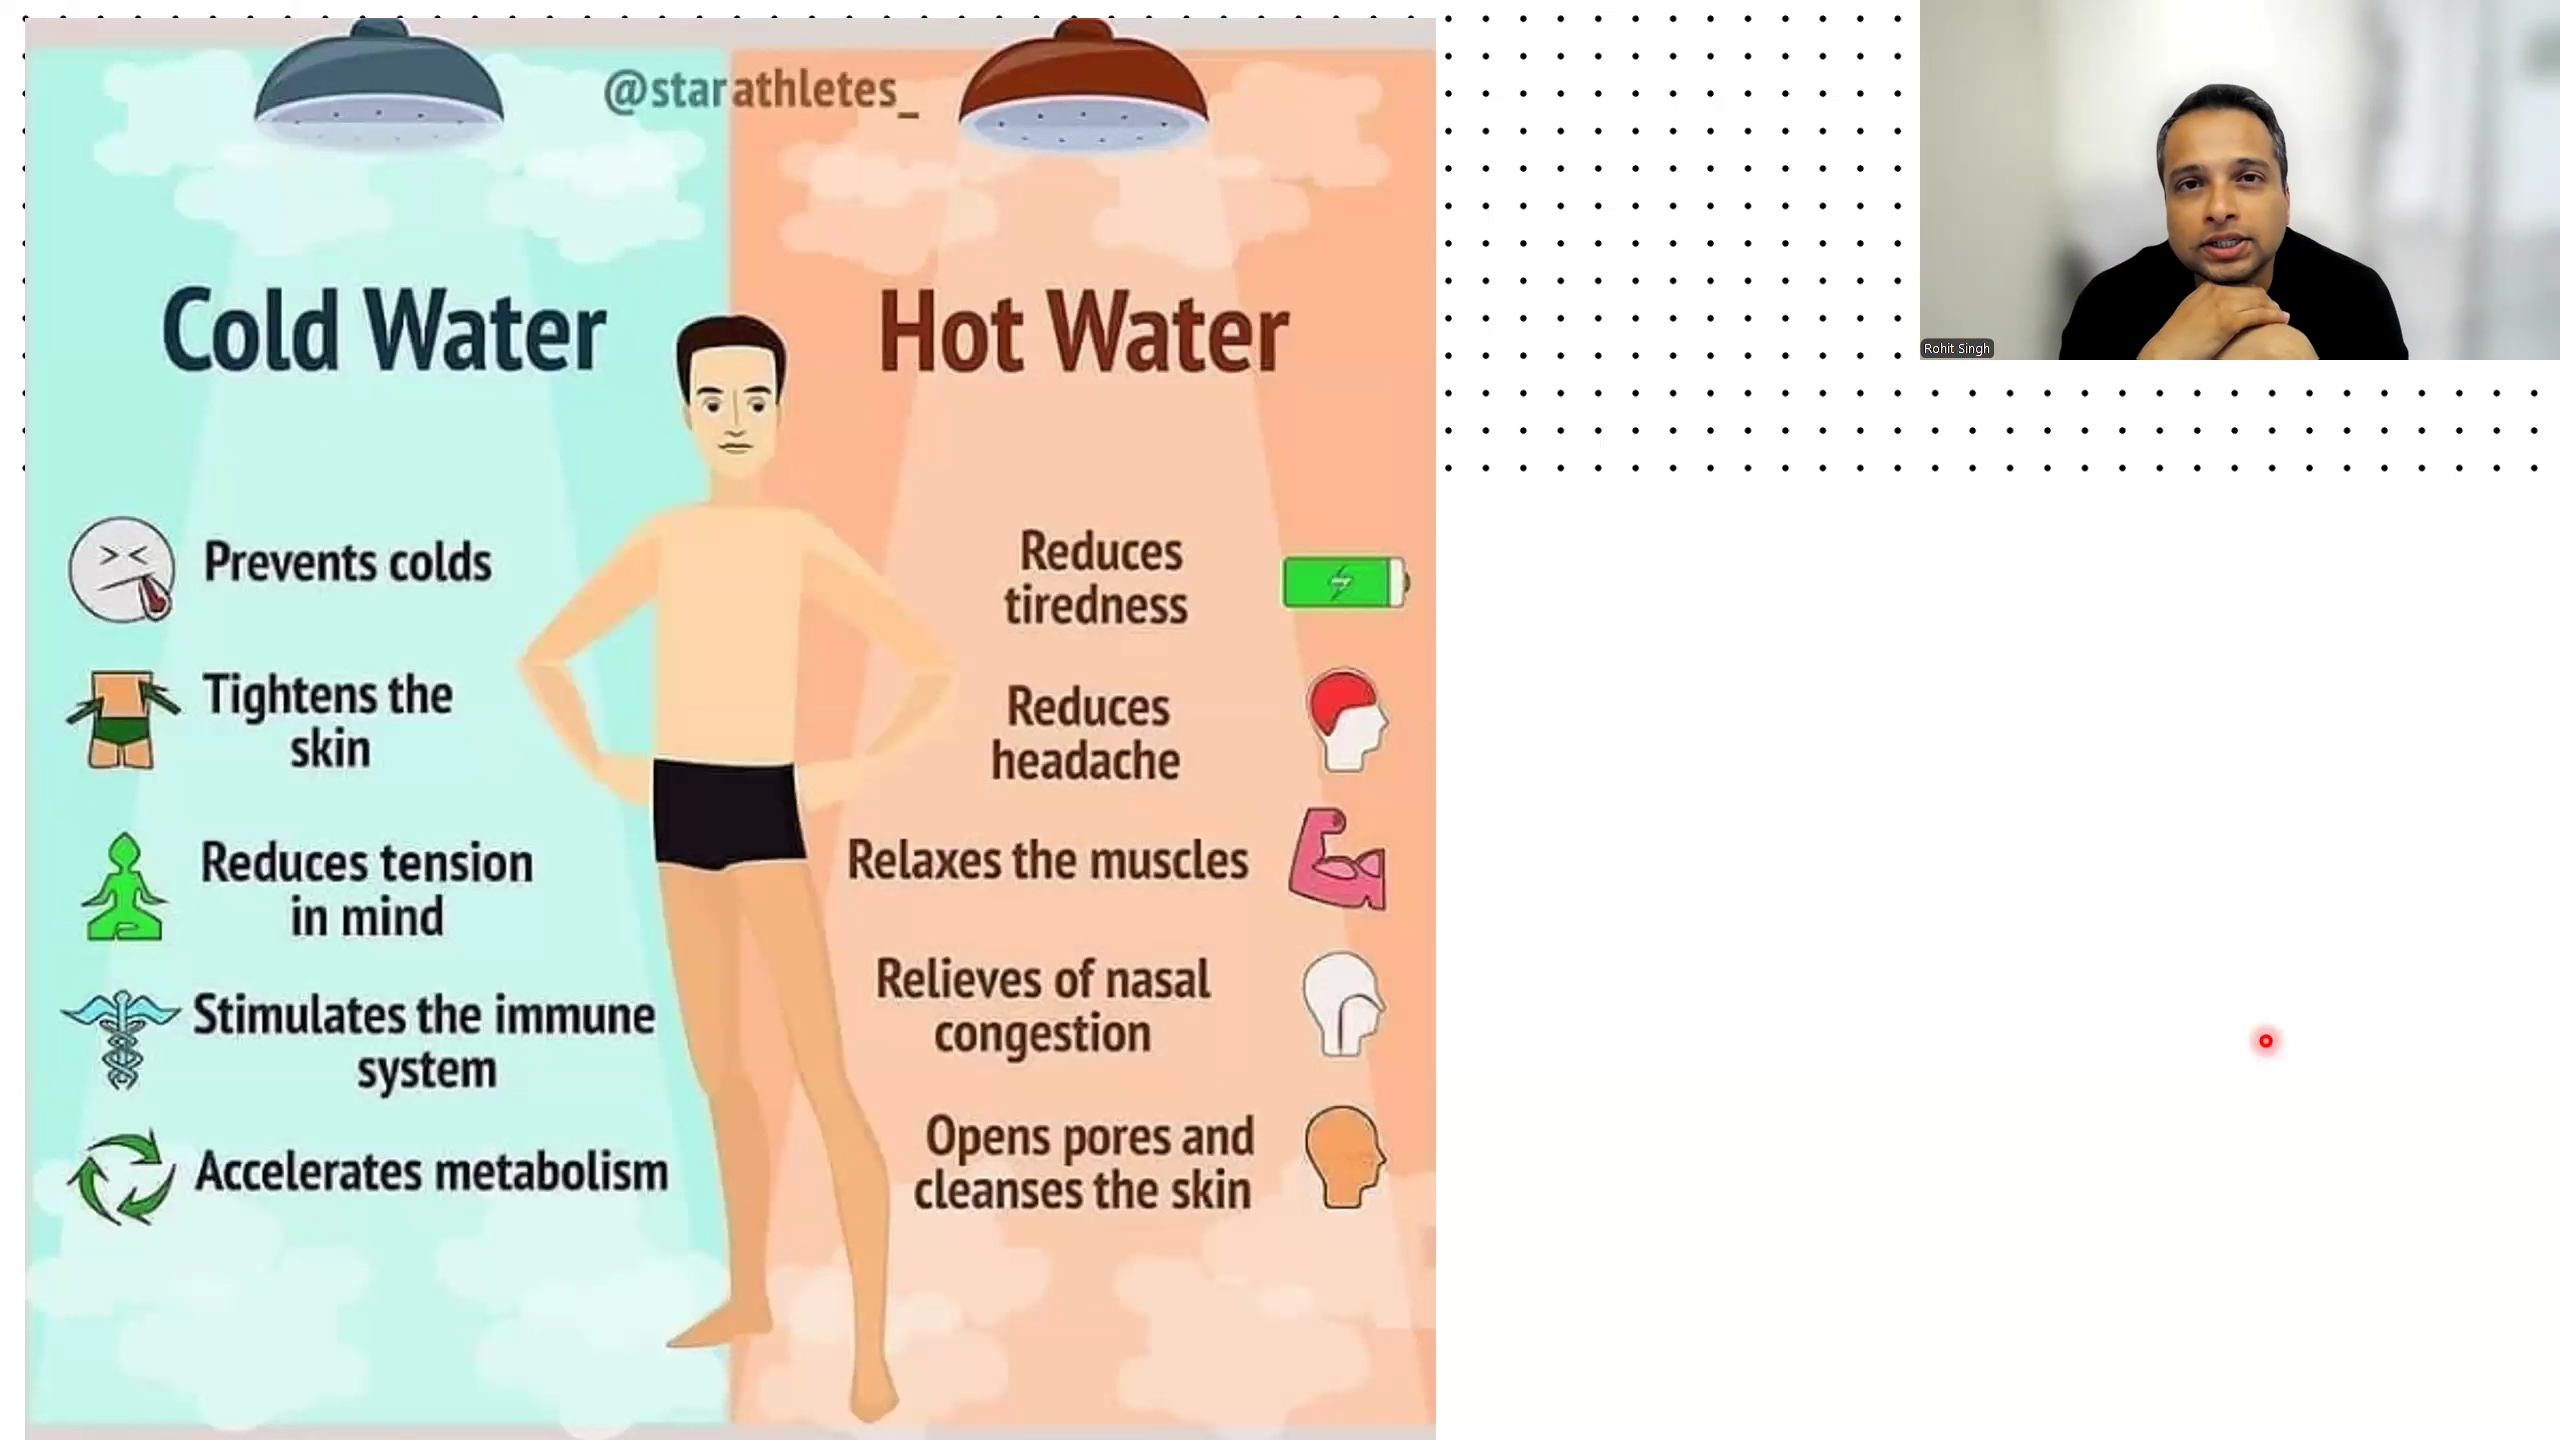 @starathletes_
Cold Water
Prevents colds
Tightens the
skin
Reduces tension
in mind
Stimulates the immune
system
Accelerates metabolism
Hot Water
Reduces
tiredness
Reduces
headache
Relaxes the muscles
Relieves of nasal
congestion
Opens pores and
cleanses the skin
Rohit Singh